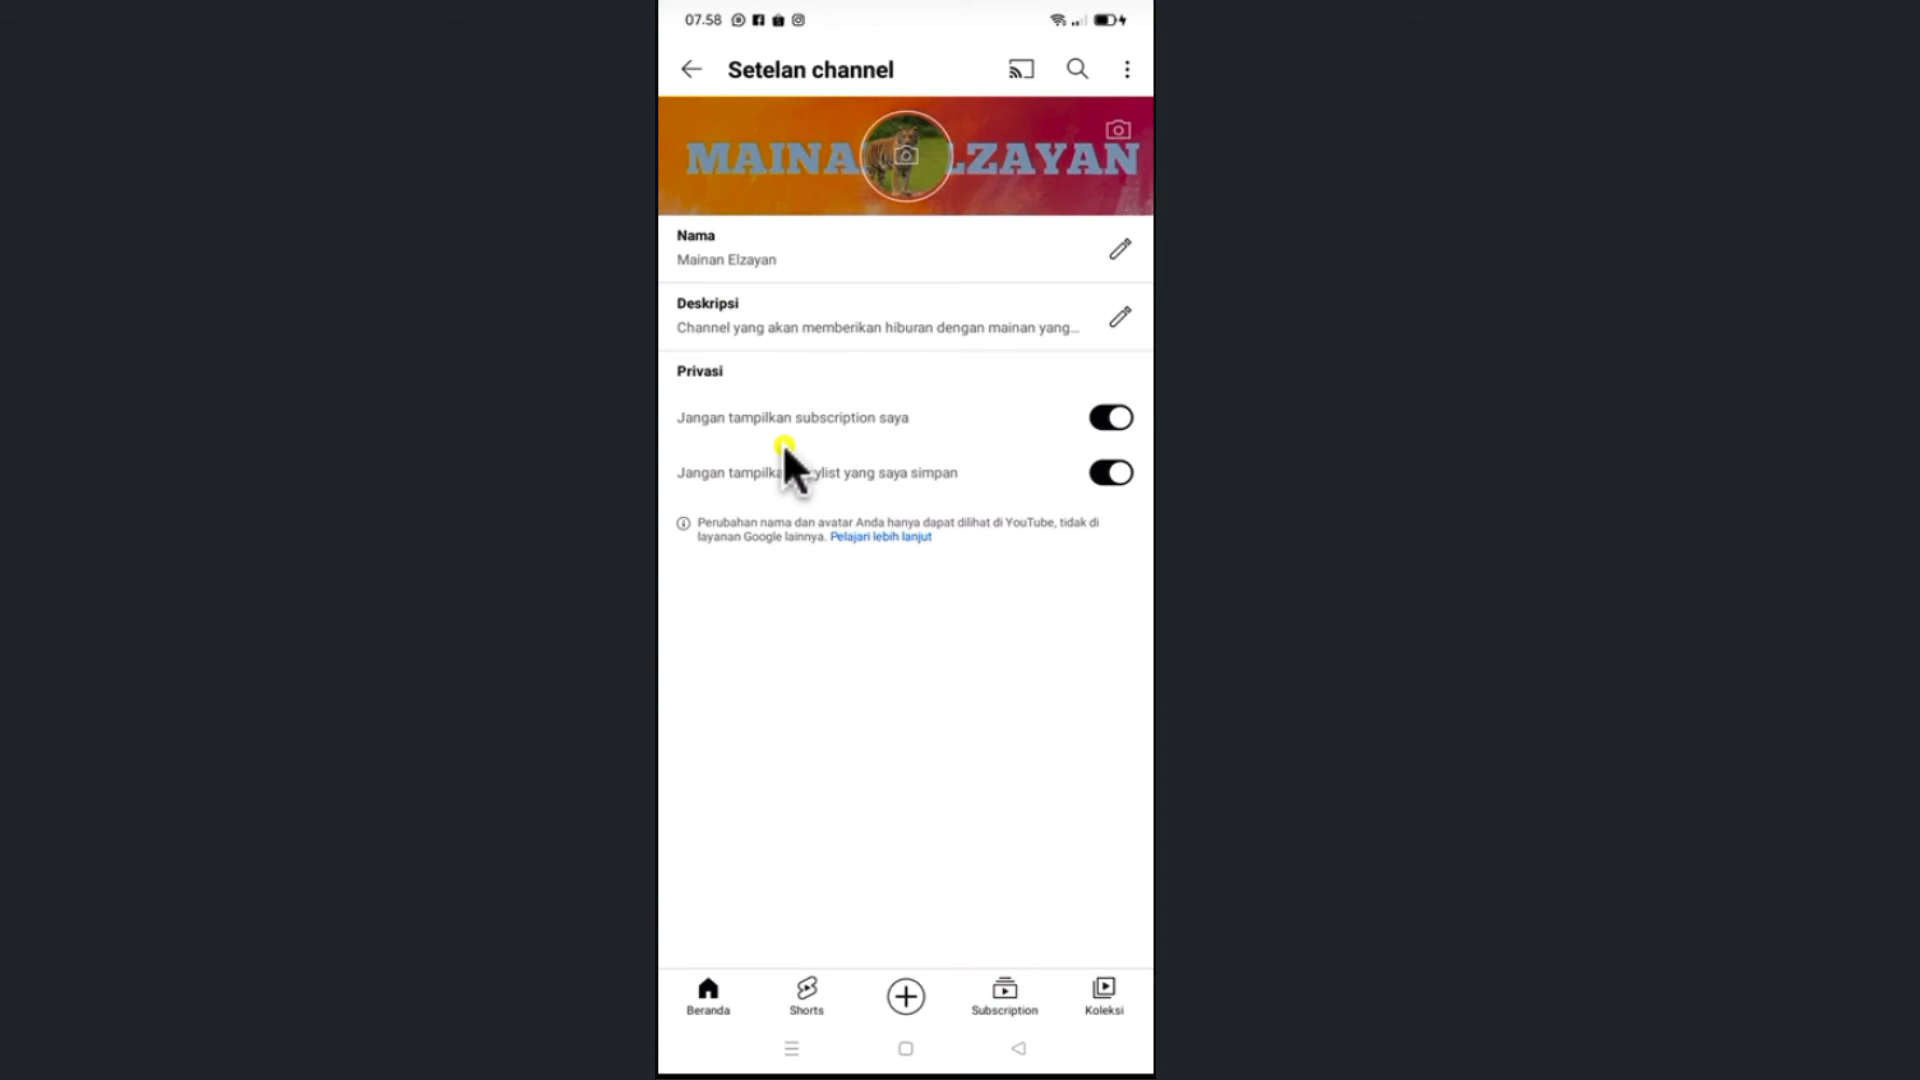 07.58
Setelan channel
MAINA LZAYAN
Nama
Mainan Elzayan
Deskripsi
Channel yang akan memberikan hiburan dengan mainan yang...
Privasi
Jangan tampilkan subscription saya
Jangan tampilka ylist yang saya simpan
Perubahan nama dan avatar Anda hanya dapat dilihat di YouTube, tidak di
layanan Google lainnya. Pelajari lebih lanjut
Beranda
Shorts
Subscription
Koleksi